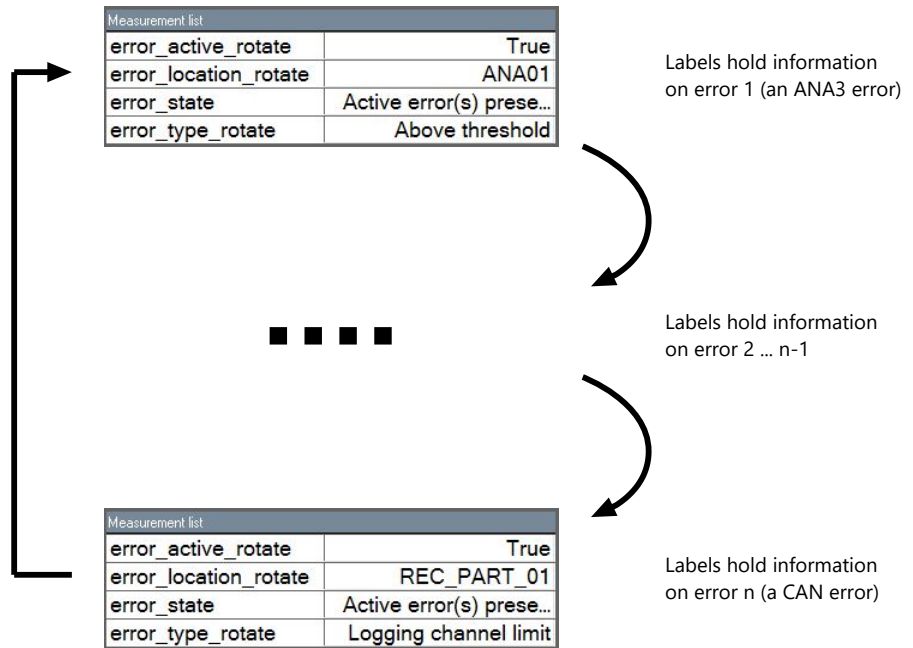 Measurement list
error_active_rotate True
error_location_rotate ANA01
error_state Active error(s) prese...
error_type_rotate Above threshold
Labels hold information
on error 1 (an ANA3 error)
Labels hold information
on error 2 ... n-1
Measurement list
error_active_rotate True
error_location_rotate REC_PART_01
error_state Active error(s) prese...
error_type_rotate Logging channel limit
Labels hold information
on error n (a CAN error)